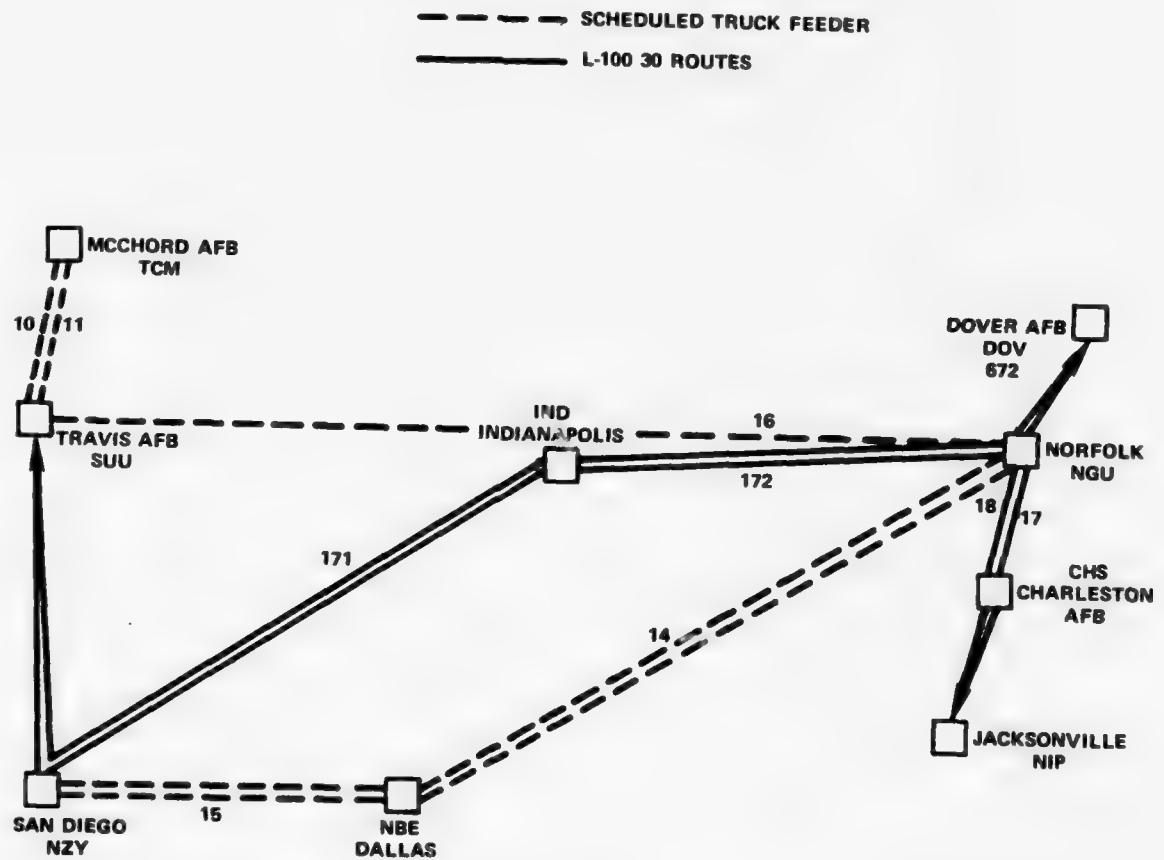 SCHEDULED TRUCK FEEDER
L-100 30 ROUTES
MCCHORD AFB
TCM
10
11
DOVER AFB
DOV
672
TRAVIS AFB
SUU
IND
INDIANAPOLIS
16
NORFOLK
NGU
172
18
17
171
CHS
CHARLESTON
AFB
14
JACKSONVILLE
NIP
15
SAN DIEGO
NZY
NBE
DALLAS